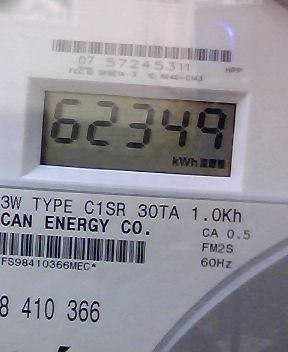 07 57245311
HPP
62349
kWh
3W TYPE C1SR 30TA 1.0Kh
CAN ENERGY CO.
CA 0.5
FM2S
FS98410366MEC*
60Hz
8 410 366